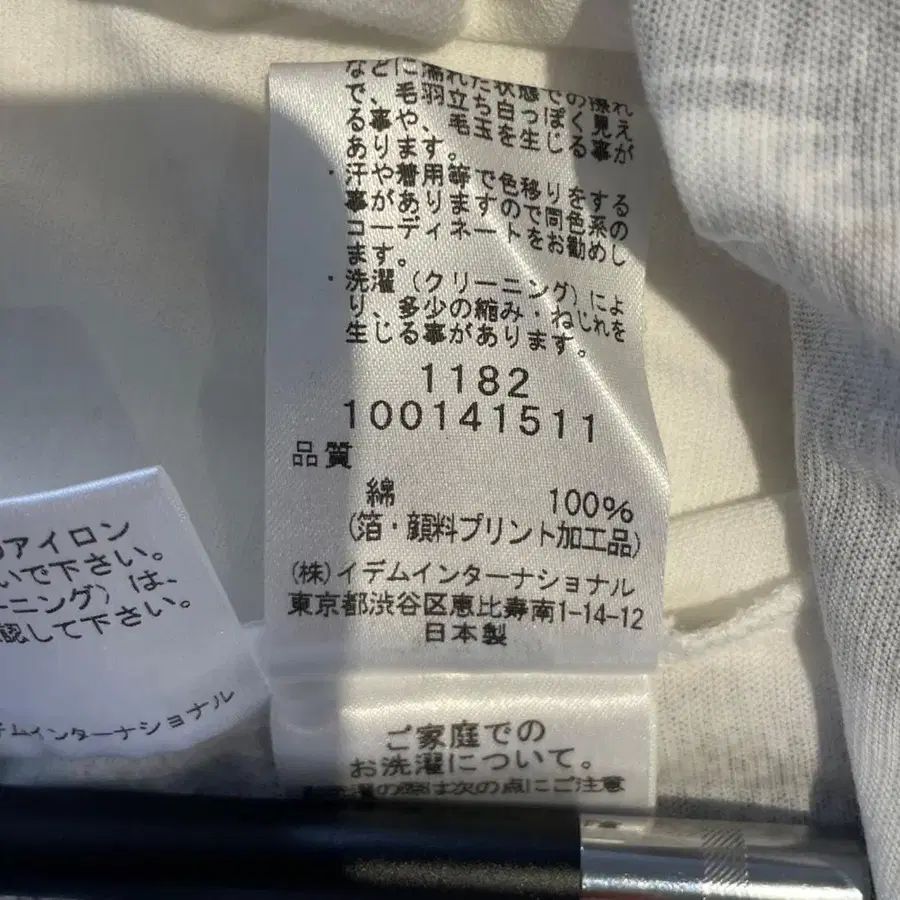 などに濡れた状態での擦れ
で、毛羽立ち白っぽく見え
る事や、毛玉を生じる事が
あります。
・汗や着用等で色移りをする
事がありますので同色系の
コーディネートをお勧めし
ます。
・洗濯(クリーニング)によ
り、多少の縮み・ねじれを
生じる事があります。
1182
100141511
品質
綿 100%
(箔・顔料プリント加工品)
(株)イデムインターナショナル
東京都渋谷区恵比寿南1-14-12
日本製
アイロン
いで下さい。
ーニング)は、
認して下さい。
デムインターナショナル
ご家庭での
お洗濯について。
の際は次の点にご注意